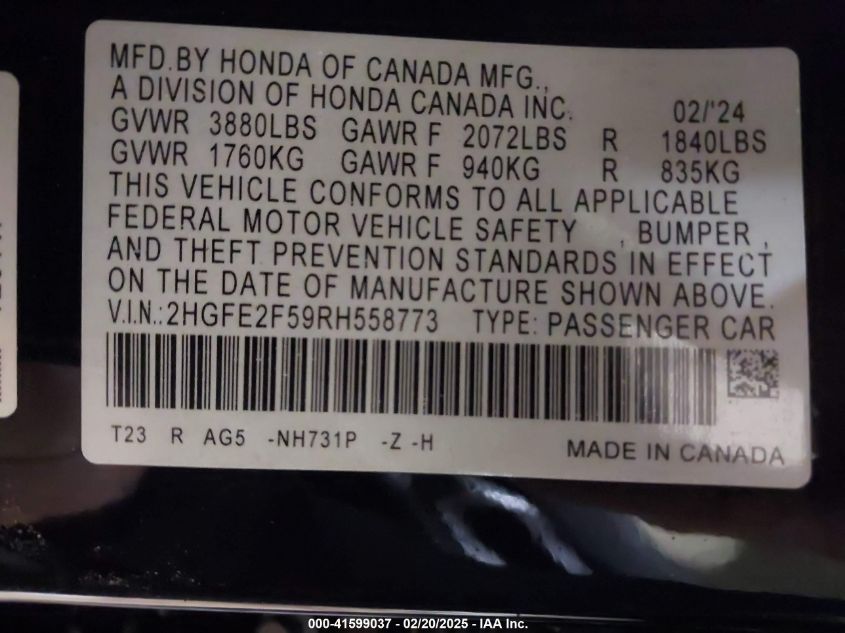 MFD.BY HONDA OF CANADA MFG.,
A DIVISION OF HONDA CANADA INC. 02/'24
GVWR 3880LBS GAWR F 2072LBS R 1840LBS
GVWR 1760KG GAWR F 940KG R 835KG
THIS VEHICLE CONFORMS TO ALL APPLICABLE
FEDERAL MOTOR VEHICLE SAFETY , BUMPER ,
AND THEFT PREVENTION STANDARDS IN EFFECT
ON THE DATE OF MANUFACTURE SHOWN ABOVE.
V.I.N.:2HGFE2F59RH558773 TYPE: PASSENGER CAR
T23 R AG5 -NH731P -Z -H MADE IN CANADA
000-41599037 - 02/20/2025 - IAA Inc.